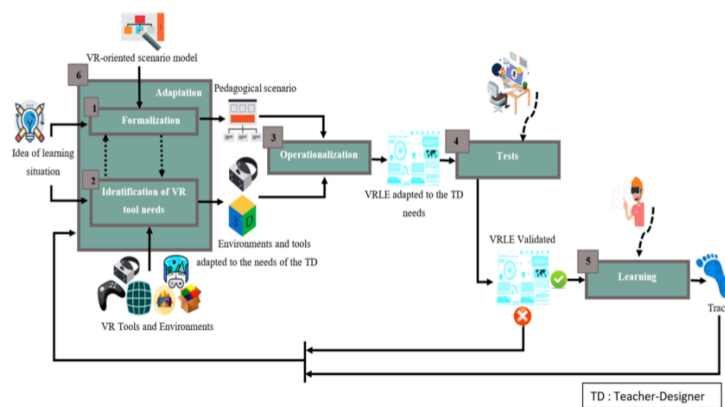 VR-oriented scenario model
6
Adaptation
Pedagogical scenario
1
Formalization
3
Operationalization
4
Tests
Idea of learning
situation
2
Identification of VR
tool needs
VRLE adapted to the TD
needs
3D
Environments and tools
adapted to the needs of the TD
VRLE Validated
5
Learning
VR Tools and Environments
Trac
TD : Teacher-Designer